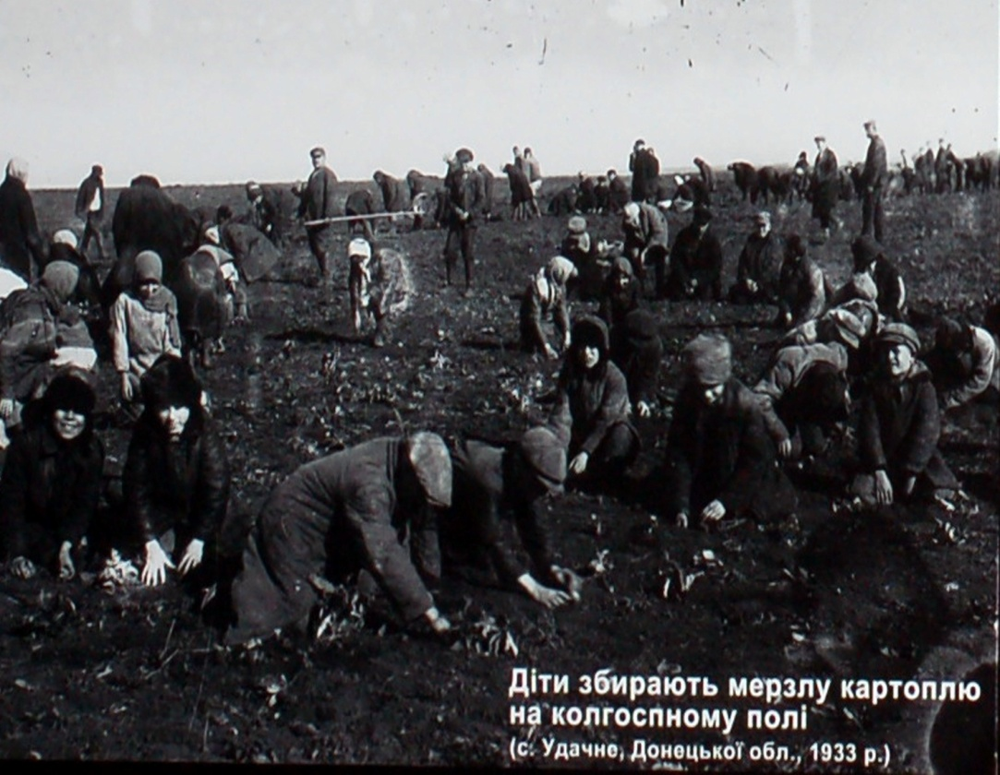 Діти збирають мерзлу картоплю
на колгоспному полі
(с. Удачне, Донецької обл., 1933 р.)